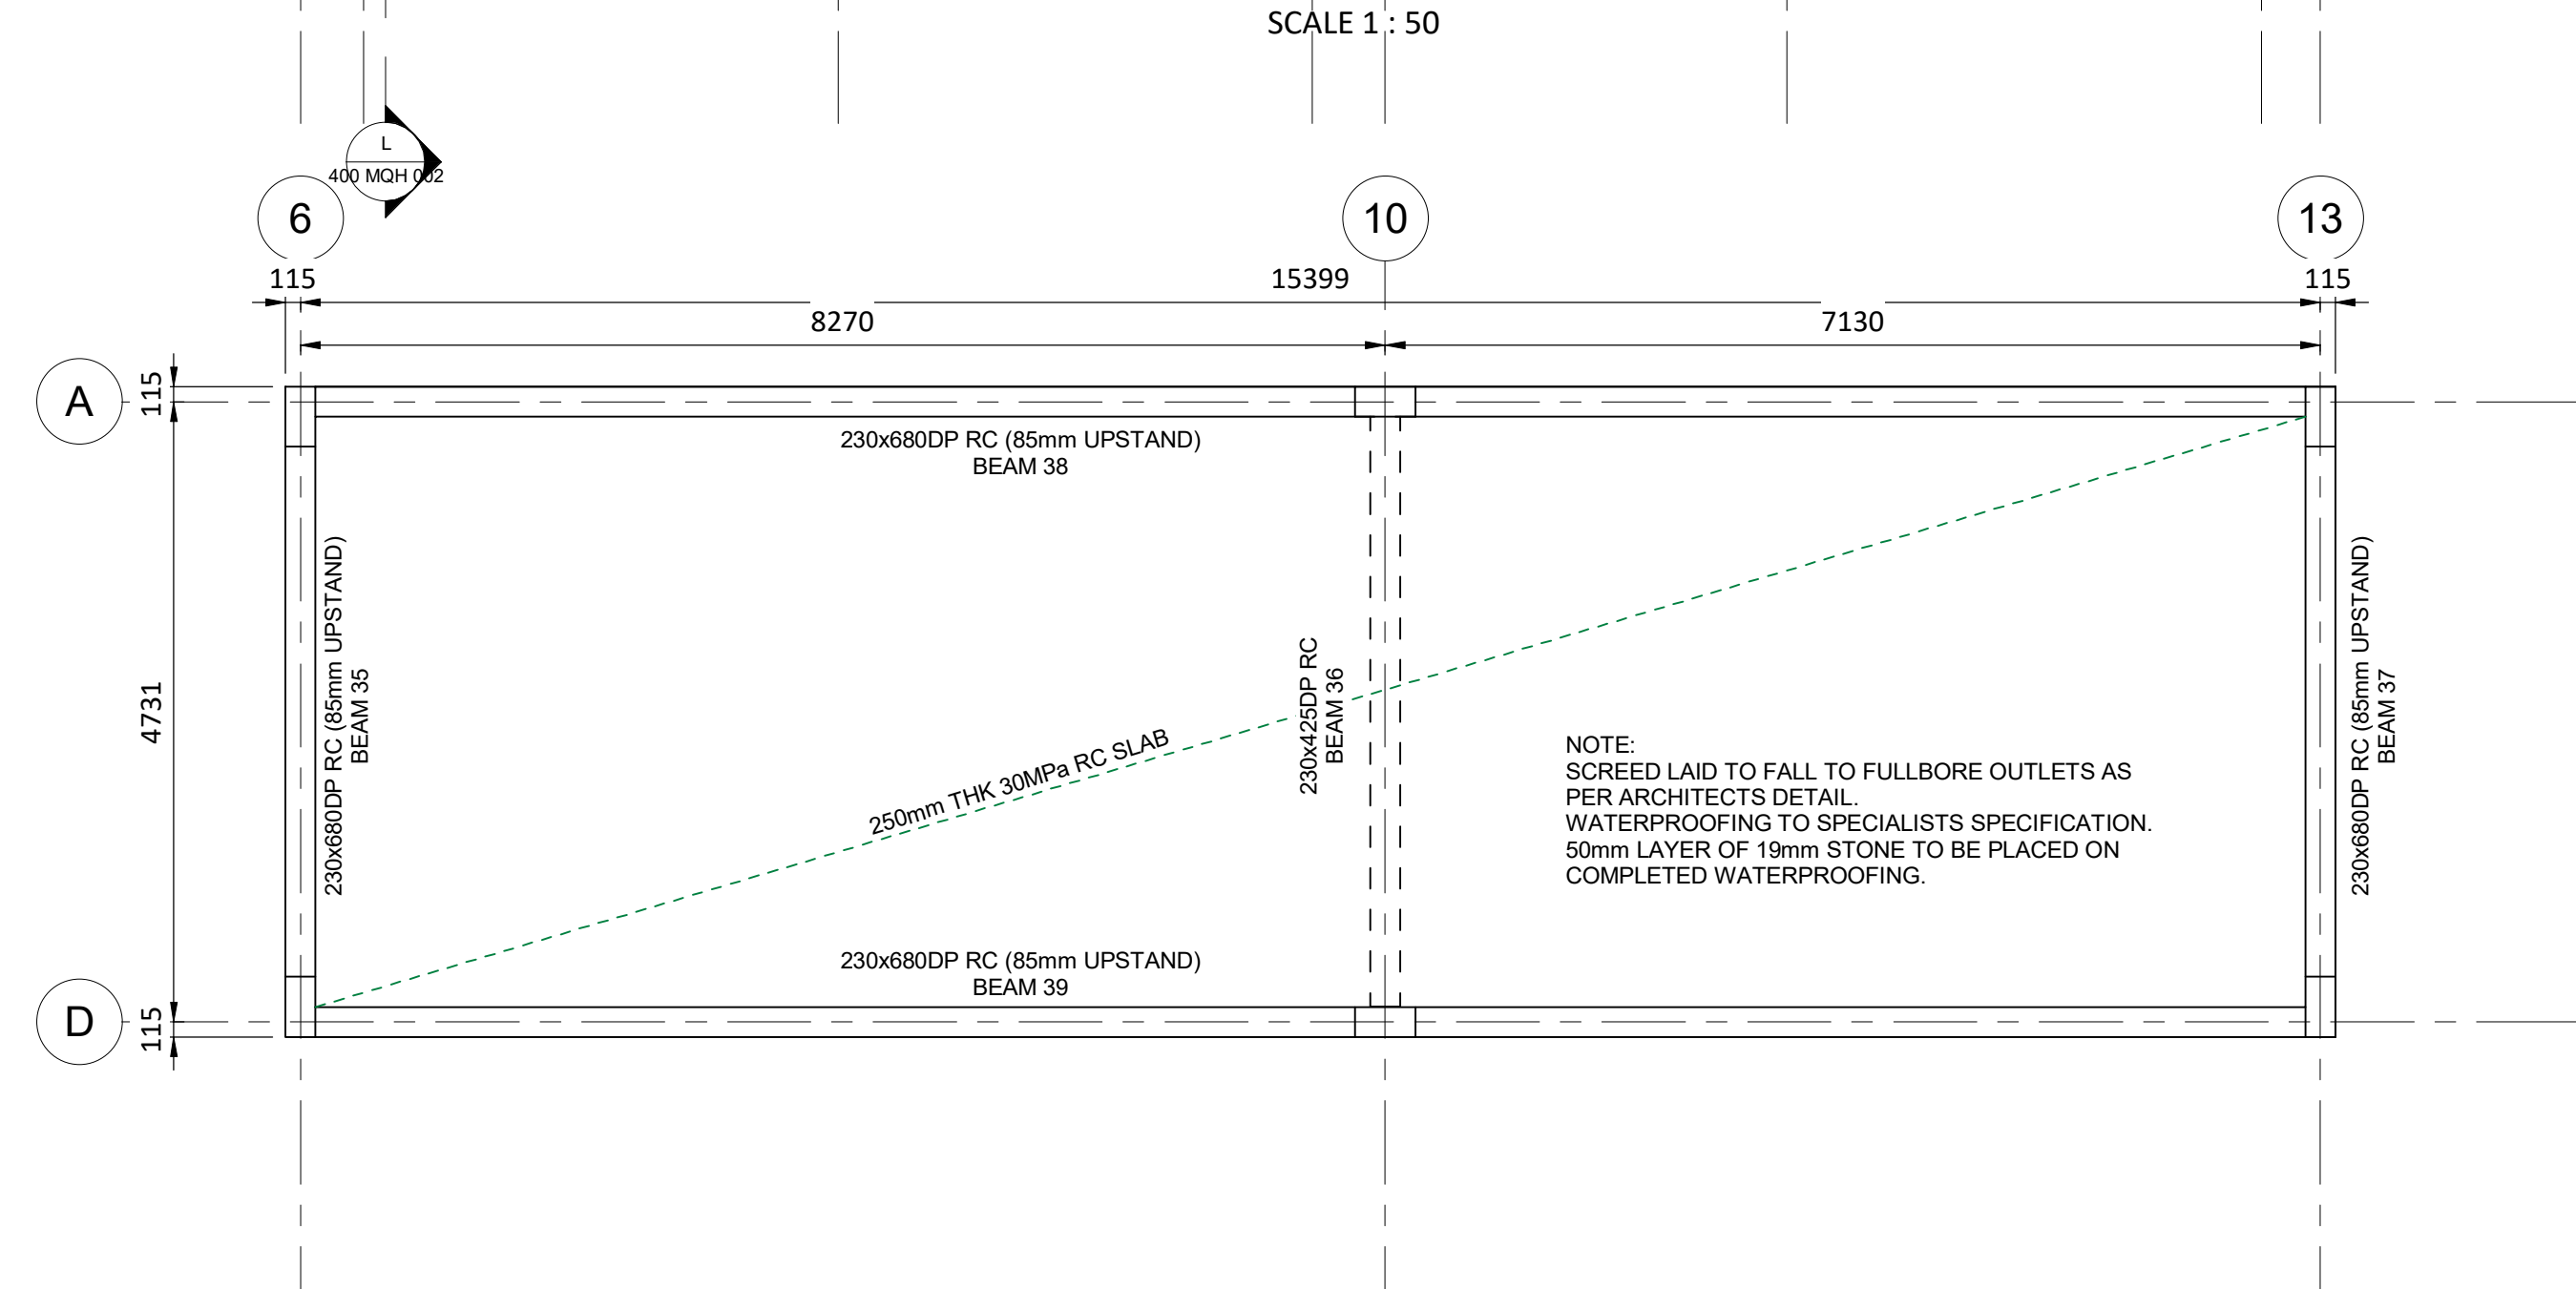 SCALE 1 : 50
L
400 MQH 002
6
10
13
115
15399
115
8270
7130
A
115
230x680DP RC (85mm UPSTAND)
BEAM 38
4731
230x680DP RC (85mm UPSTAND)
BEAM 35
250mm THK 30MPa RC SLAB
230x425DP RC
BEAM 36
NOTE:
SCREED LAID TO FALL TO FULLBORE OUTLETS AS
PER ARCHITECTS DETAIL.
WATERPROOFING TO SPECIALISTS SPECIFICATION.
50mm LAYER OF 19mm STONE TO BE PLACED ON
COMPLETED WATERPROOFING.
230x680DP RC (85mm UPSTAND)
BEAM 37
230x680DP RC (85mm UPSTAND)
BEAM 39
D
115